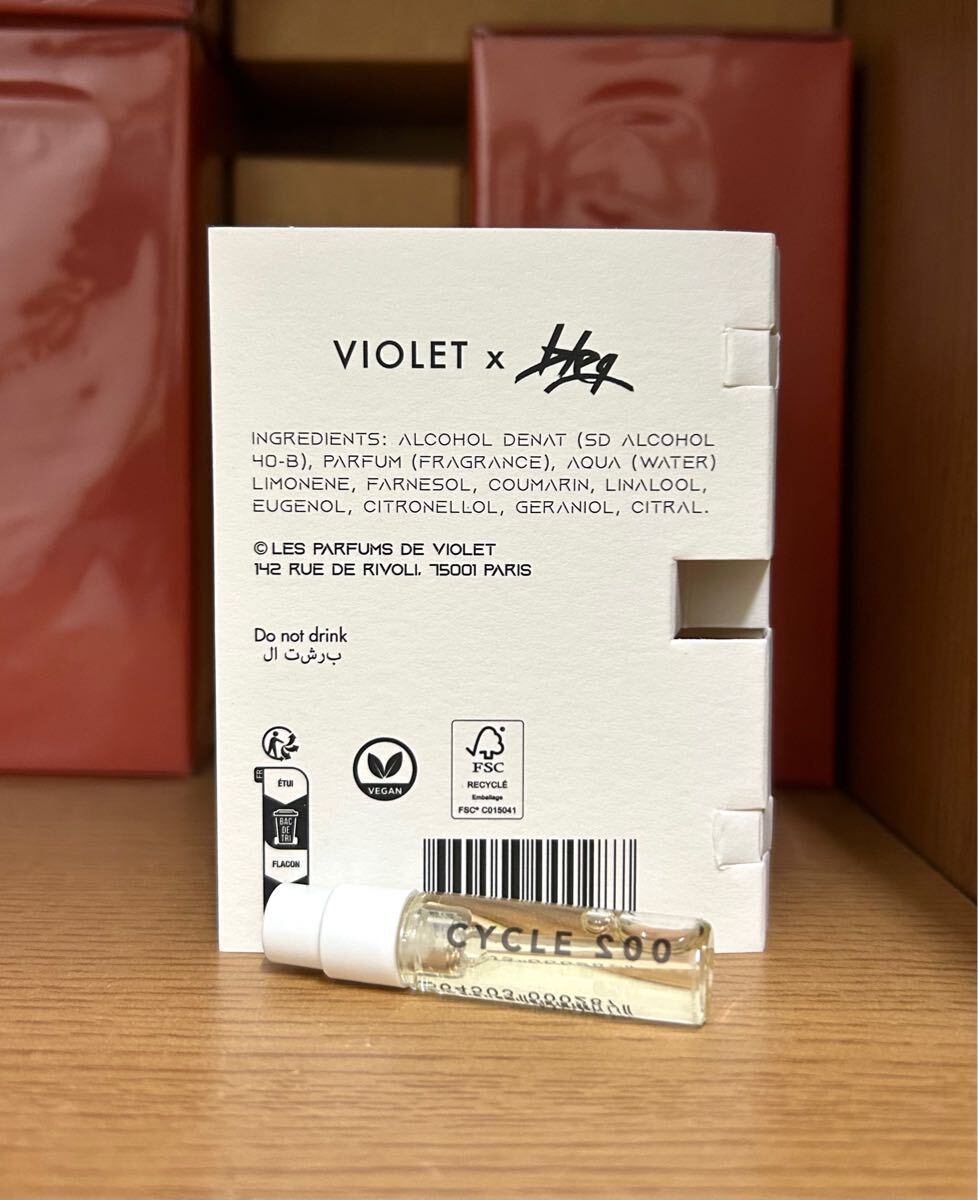 VIOLET x bleq
INGREDIENTS: ALCOHOL DENAT (SD ALCOHOL
40-B), PARFUM (FRAGRANCE), AQUA (WATER)
LIMONENE, FARNESOL, COUMARIN, LINALOOL,
EUGENOL, CITRONELLOL, GERANIOL, CITRAL.
© LES PARFUMS DE VIOLET
142 RUE DE RIVOLI. 75001 PARIS
Do not drink
برشت ال
FR
ÉTUI
BAC
DE
TRI
FLACON
VEGAN
FSC
RECYCLÉ
Emballage
FSC® C015041
CYCLE 200